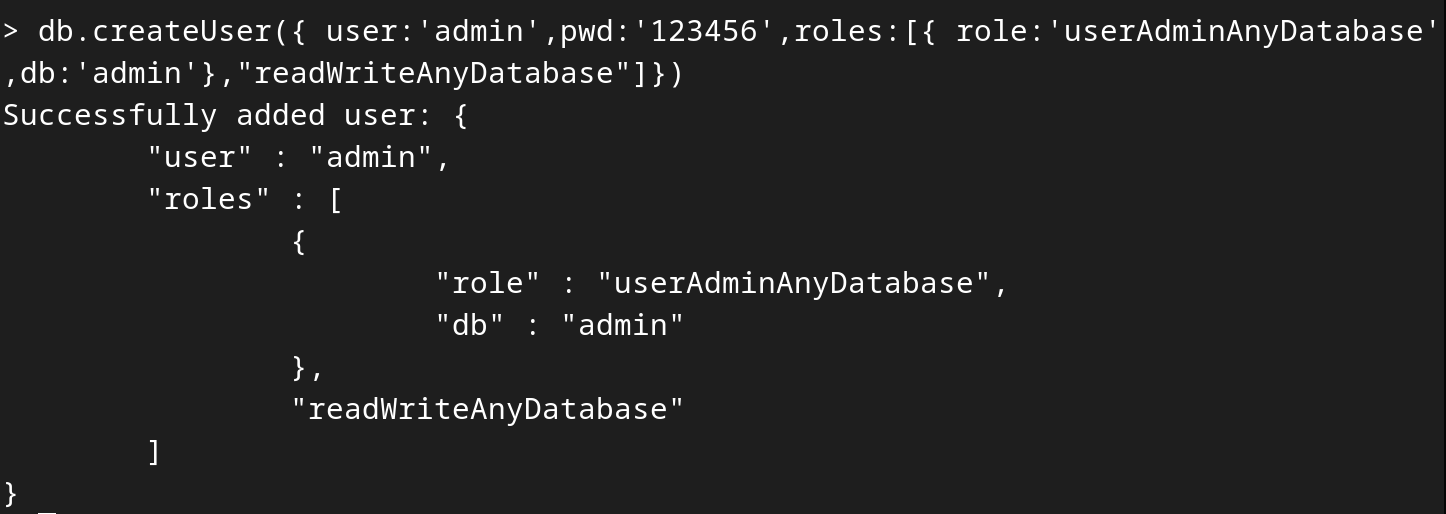 > db.createUser({ user:'admin',pwd:'123456',roles:[{ role:'userAdminAnyDatabase'
,db:'admin'},"readWriteAnyDatabase"]})
Successfully added user: {
        "user" : "admin",
        "roles" : [
                {
                        "role" : "userAdminAnyDatabase",
                        "db" : "admin"
                },
                "readWriteAnyDatabase"
        ]
}